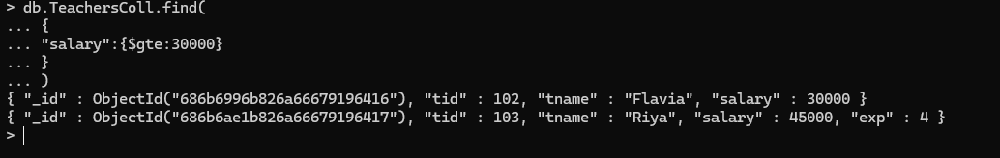 > db.TeachersColl.find(
... {
... "salary":{$gte:30000}
... }
... )
{ "_id" : ObjectId("686b6996b826a66679196416"), "tid" : 102, "tname" : "Flavia", "salary" : 30000 }
{ "_id" : ObjectId("686b6ae1b826a66679196417"), "tid" : 103, "tname" : "Riya", "salary" : 45000, "exp" : 4 }
>